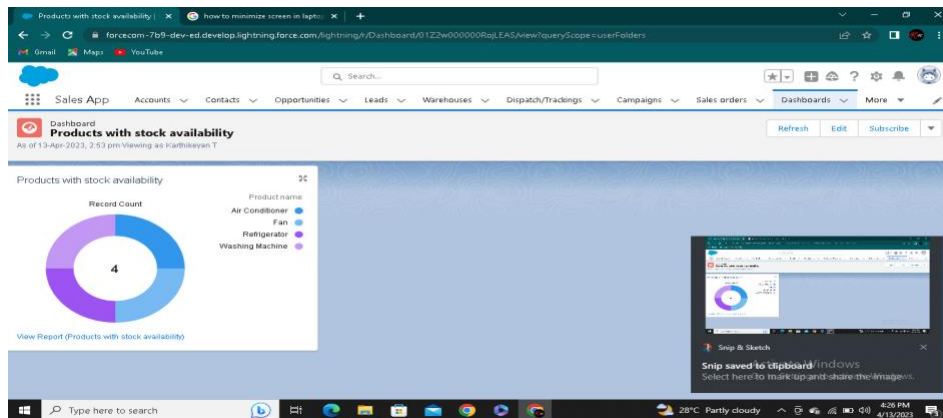 Products with stock availability |
how to minimize screen in laptop
forcecom-7b9-dev-ed.develop.lightning.force.com/lightning/r/Dashboard/01Z2w000000RojLEAS/view?queryScope=userFolders
Gmail Maps YouTube
Search...
Sales App Accounts Contacts Opportunities Leads Warehouses Dispatch/Trackings Campaigns Sales orders Dashboards More
Dashboard
Products with stock availability
As of 13-Apr-2023, 2:53 pm·Viewing as Karthikeyan T
Refresh Edit Subscribe
Products with stock availability
Record Count
Product name
Air Conditioner
Fan
Refrigerator
Washing Machine
4
View Report (Products with stock availability)
Snip & Sketch
Activate Windows
Snip saved to clipboard
Select here to mark up and share the image
Type here to search
28°C Partly cloudy
4:26 PM
4/13/2023